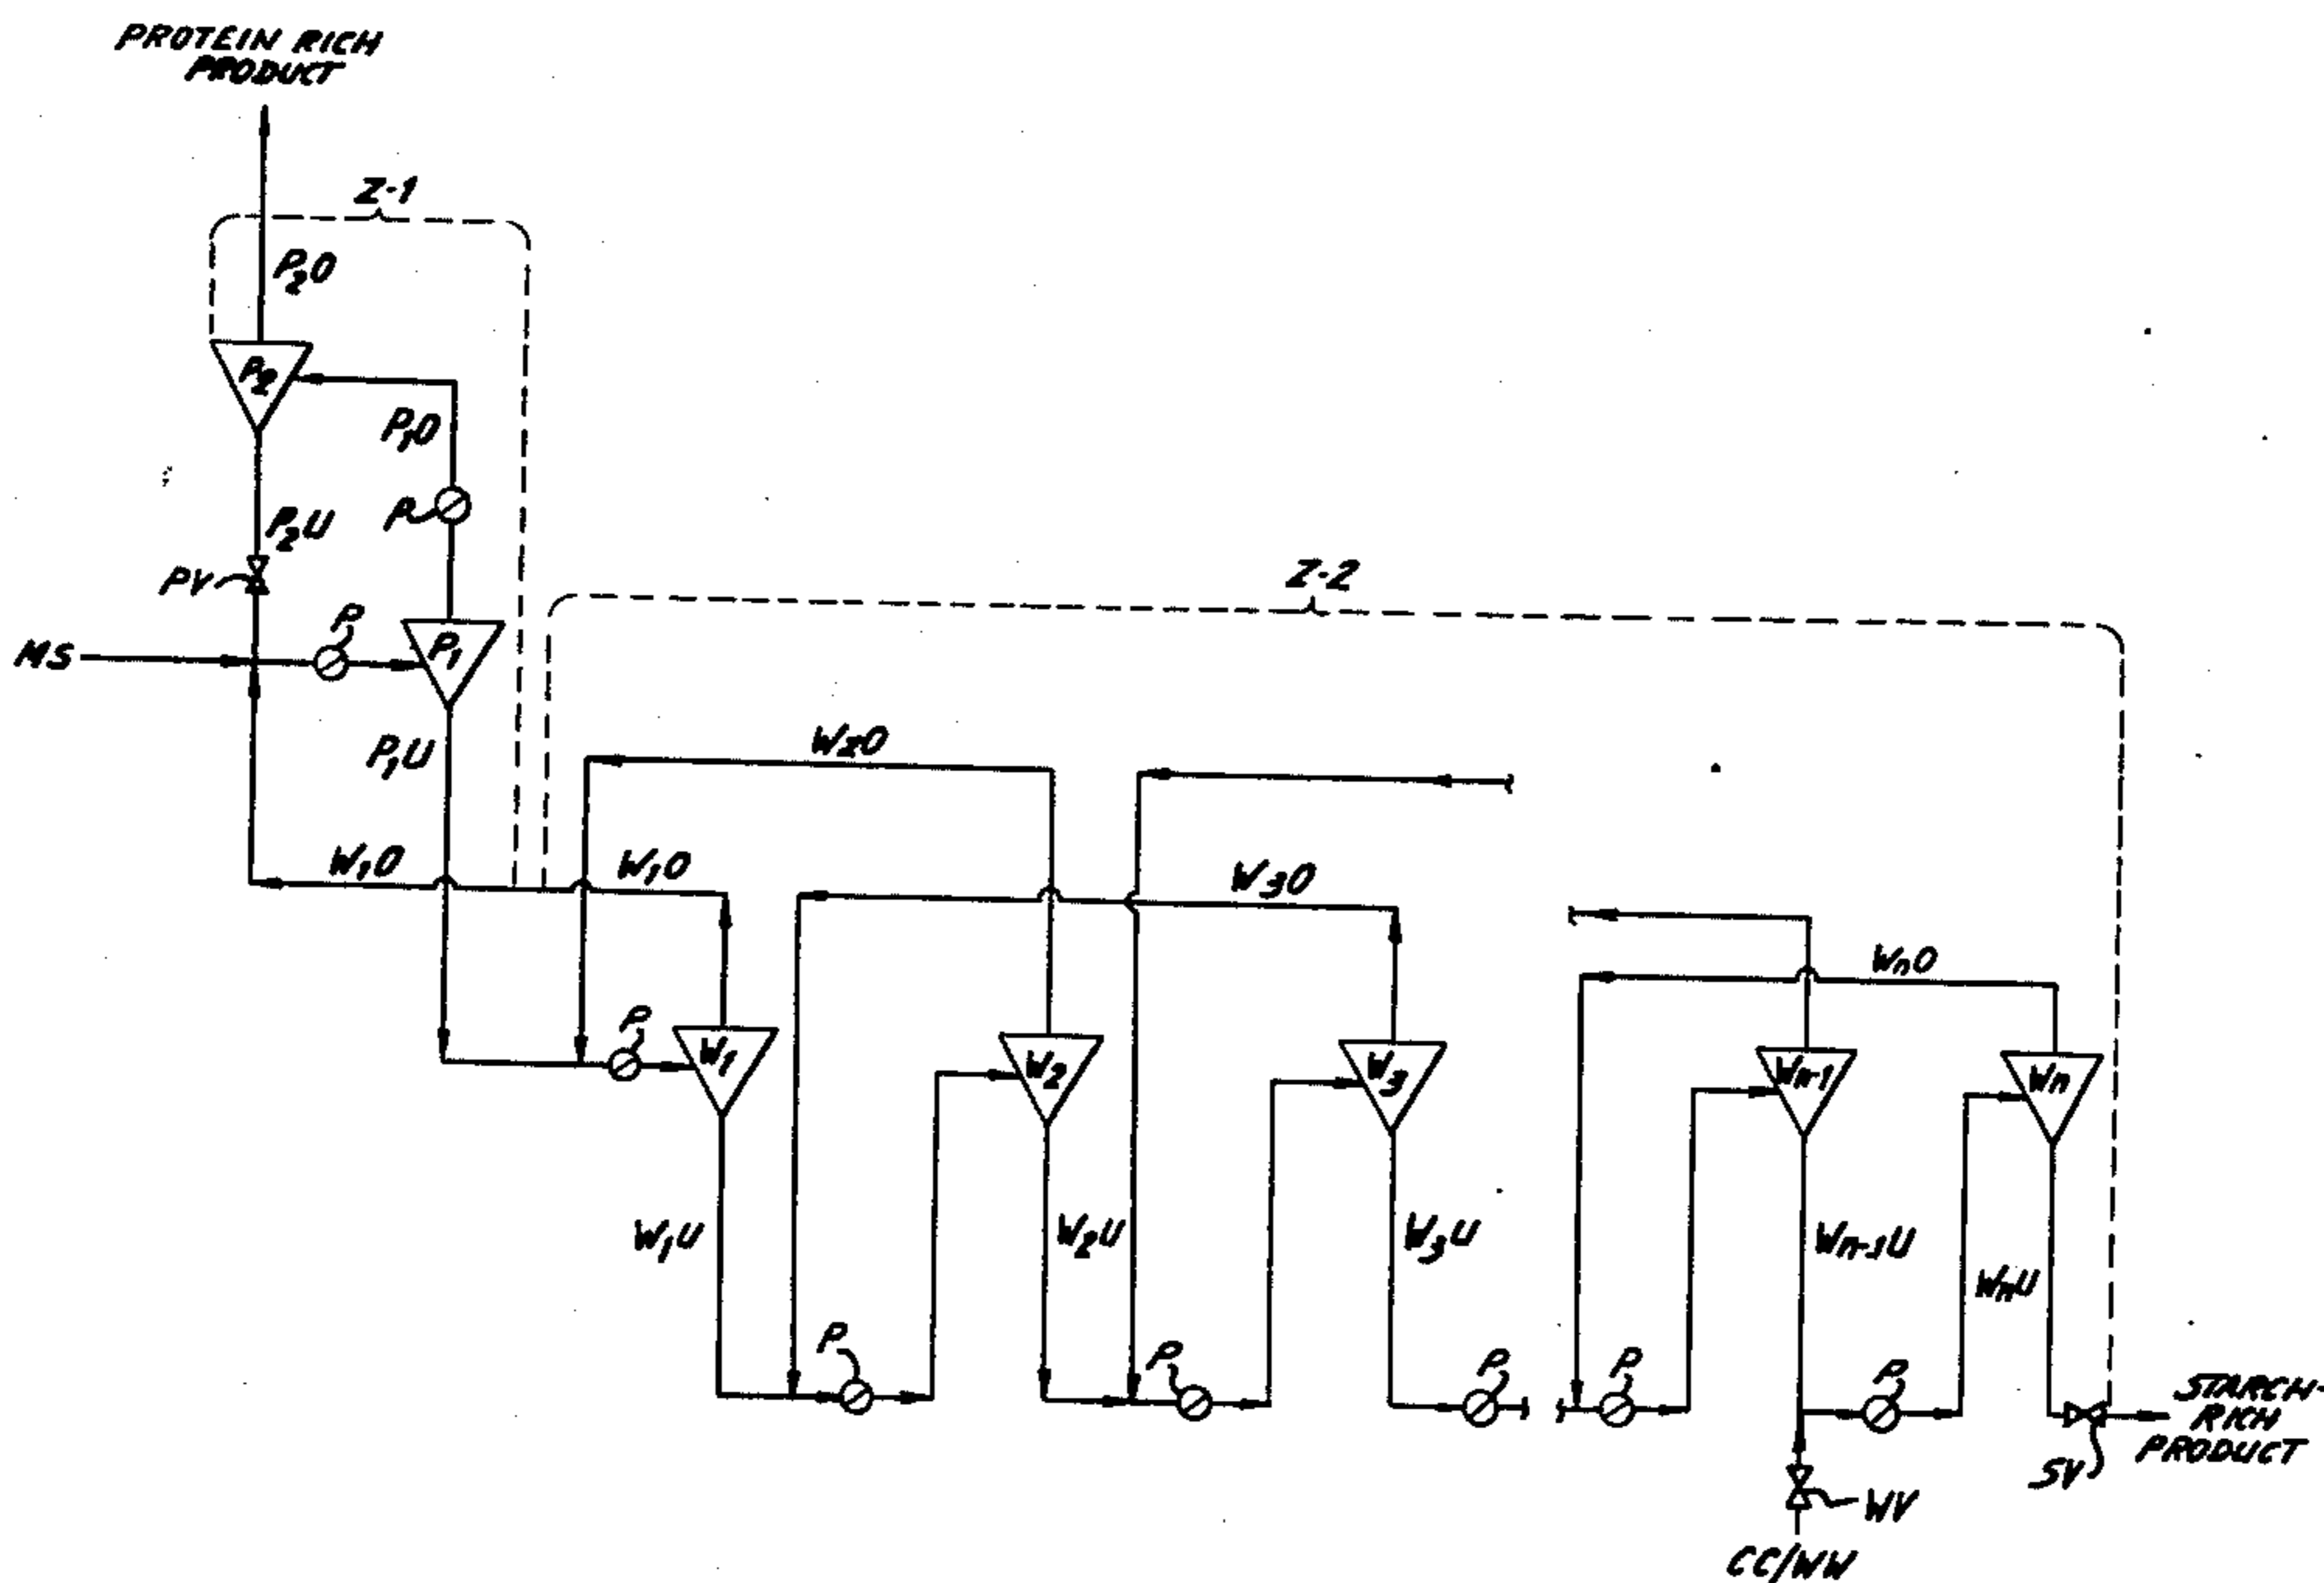 PROTEIN RICH
PRODUCT
Z-1
P2O
P2
P1O
P
P2U
PV
P
MS
P1
P1U
Z-2
W2O
W1O
W1O
W3O
WnO
P
W1
W2
W3
Wn-1
Wn
W1U
W2U
W3U
Wn-1U
WnU
P
P
P
P
P
STARCH-
RICH
PRODUCT
SV
WV
CC/WW